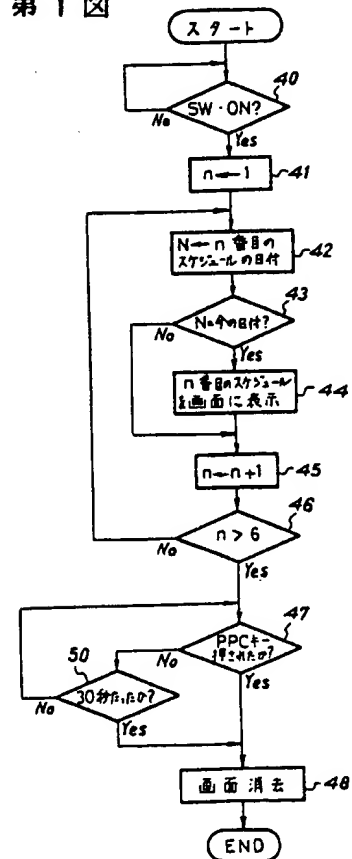 第1図
スタート
40
SW·ON?
No
Yes
n←1
41
N←n番目の
スケジュールの日付
42
43
N=今の日付?
No
Yes
n番目のスケジュール
を画面に表示
44
n←n+1
45
46
n > 6
No
Yes
47
PPCキー
押されたか?
No
Yes
50
30秒たったか?
No
Yes
画面消去
48
END